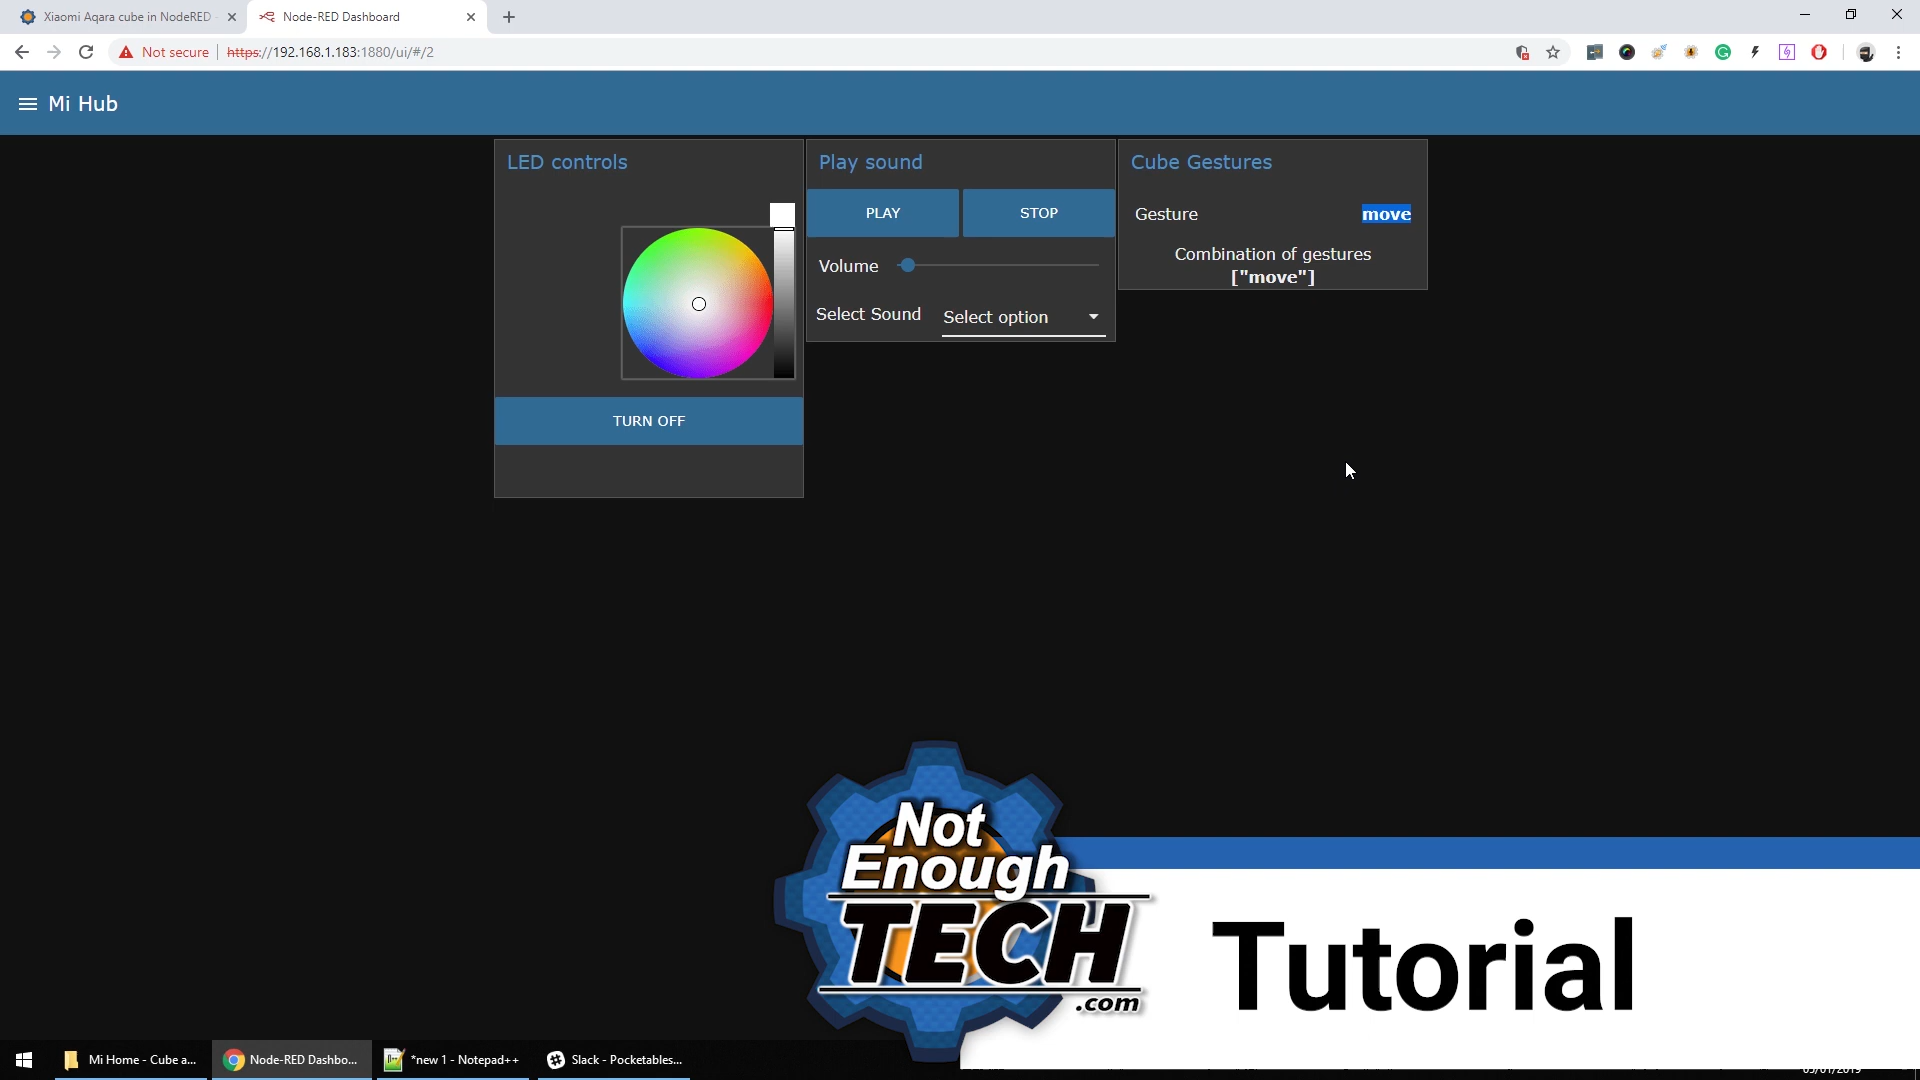 Xiaomi Aqara cube in NodeRED
Node-RED Dashboard
Not secure
https://192.168.1.183:1880/ui/#/2
Mi Hub
LED controls
TURN OFF
Play sound
PLAY
STOP
Volume
Select Sound
Select option
Cube Gestures
Gesture
move
Combination of gestures
["move"]
Not
Enough
TECH
.com
Tutorial
Mi Home - Cube a...
Node-RED Dashbo...
*new 1 - Notepad++
Slack - Pocketables...